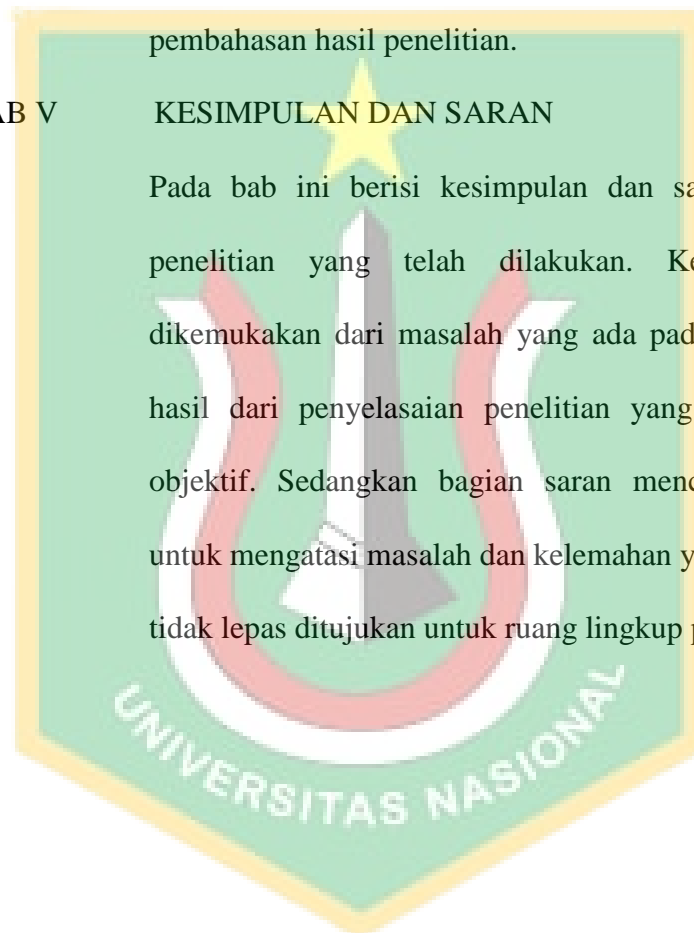 pembahasan hasil penelitian.
AB V KESIMPULAN DAN SARAN
Pada bab ini berisi kesimpulan dan sa
penelitian yang telah dilakukan. Ke
dikemukakan dari masalah yang ada pad
hasil dari penyelasaian penelitian yang
objektif. Sedangkan bagian saran menc
untuk mengatasi masalah dan kelemahan y
tidak lepas ditujukan untuk ruang lingkup p
UNIVERSITAS NASIONAL